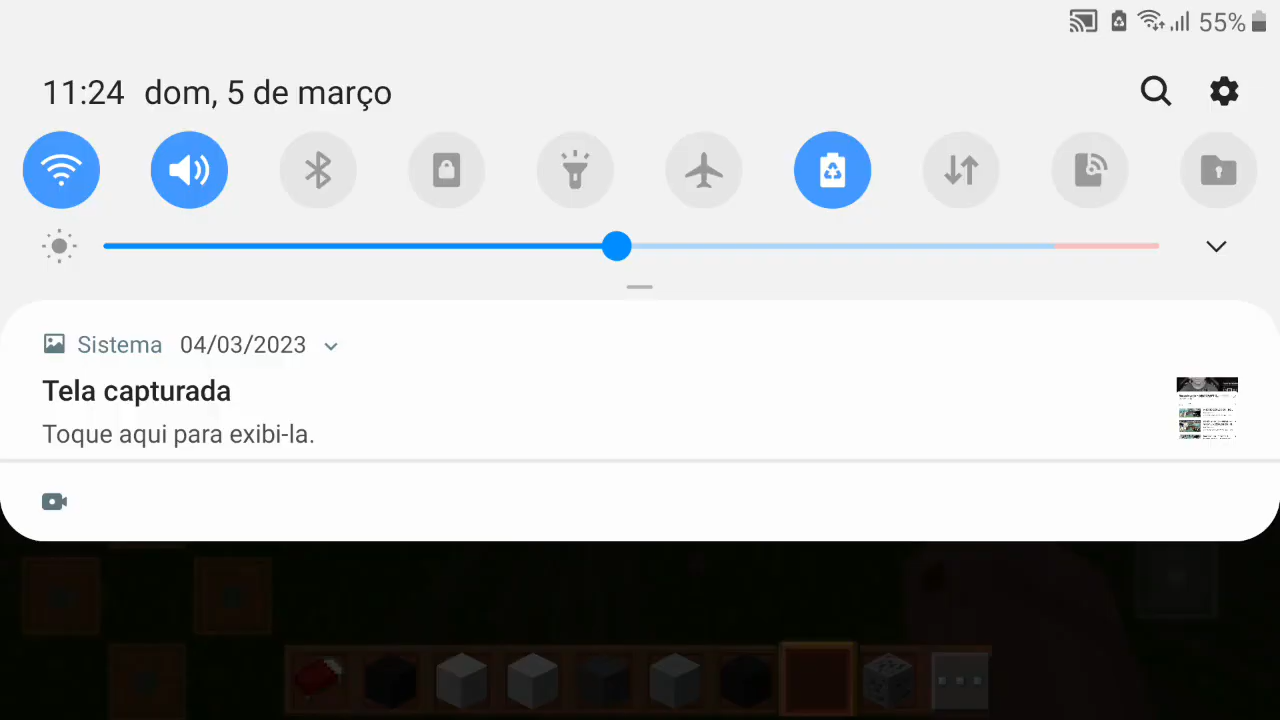 55%
11:24 dom, 5 de março
Sistema 04/03/2023
Tela capturada
Toque aqui para exibi-la.